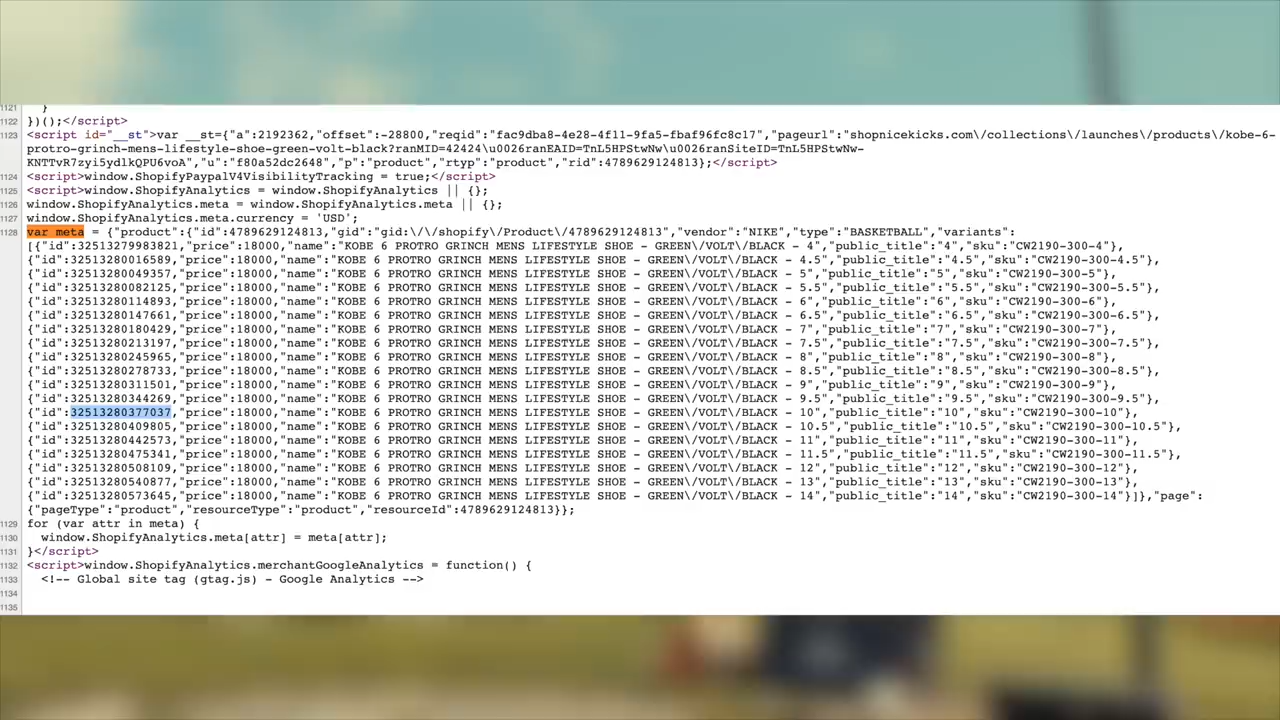 1121 }
1122 })();</script>
1123 <script id="__st">var __st={"a":2192362,"offset":-28800,"reqid":"fac9dba8-4e28-4f11-9fa5-fbaf96fc8c17","pageurl":"shopnicekicks.com\/collections\/launches\/products\/kobe-6-
protro-grinch-mens-lifestyle-shoe-green-volt-black?ranMID=42424\u0026ranEAID=TnL5HPStwNw\u0026ranSiteID=TnL5HPStwNw-
KNTTvR7zyi5ydlkQPU6voA","u":"f80a52dc2648","p":"product","rtyp":"product","rid":4789629124813};</script>
1124 <script>window.ShopifyPaypalV4VisibilityTracking = true;</script>
1125 <script>window.ShopifyAnalytics = window.ShopifyAnalytics || {};
1126 window.ShopifyAnalytics.meta = window.ShopifyAnalytics.meta || {};
1127 window.ShopifyAnalytics.meta.currency = 'USD';
1128 var meta = {"product":{"id":4789629124813,"gid":"gid:\/\/shopify\/Product\/4789629124813","vendor":"NIKE","type":"BASKETBALL","variants":
[{"id":32513279983821,"price":18000,"name":"KOBE 6 PROTRO GRINCH MENS LIFESTYLE SHOE - GREEN\/VOLT\/BLACK - 4","public_title":"4","sku":"CW2190-300-4"},
{"id":32513280016589,"price":18000,"name":"KOBE 6 PROTRO GRINCH MENS LIFESTYLE SHOE - GREEN\/VOLT\/BLACK - 4.5","public_title":"4.5","sku":"CW2190-300-4.5"},
{"id":32513280049357,"price":18000,"name":"KOBE 6 PROTRO GRINCH MENS LIFESTYLE SHOE - GREEN\/VOLT\/BLACK - 5","public_title":"5","sku":"CW2190-300-5"},
{"id":32513280082125,"price":18000,"name":"KOBE 6 PROTRO GRINCH MENS LIFESTYLE SHOE - GREEN\/VOLT\/BLACK - 5.5","public_title":"5.5","sku":"CW2190-300-5.5"},
{"id":32513280114893,"price":18000,"name":"KOBE 6 PROTRO GRINCH MENS LIFESTYLE SHOE - GREEN\/VOLT\/BLACK - 6","public_title":"6","sku":"CW2190-300-6"},
{"id":32513280147661,"price":18000,"name":"KOBE 6 PROTRO GRINCH MENS LIFESTYLE SHOE - GREEN\/VOLT\/BLACK - 6.5","public_title":"6.5","sku":"CW2190-300-6.5"},
{"id":32513280180429,"price":18000,"name":"KOBE 6 PROTRO GRINCH MENS LIFESTYLE SHOE - GREEN\/VOLT\/BLACK - 7","public_title":"7","sku":"CW2190-300-7"},
{"id":32513280213197,"price":18000,"name":"KOBE 6 PROTRO GRINCH MENS LIFESTYLE SHOE - GREEN\/VOLT\/BLACK - 7.5","public_title":"7.5","sku":"CW2190-300-7.5"},
{"id":32513280245965,"price":18000,"name":"KOBE 6 PROTRO GRINCH MENS LIFESTYLE SHOE - GREEN\/VOLT\/BLACK - 8","public_title":"8","sku":"CW2190-300-8"},
{"id":32513280278733,"price":18000,"name":"KOBE 6 PROTRO GRINCH MENS LIFESTYLE SHOE - GREEN\/VOLT\/BLACK - 8.5","public_title":"8.5","sku":"CW2190-300-8.5"},
{"id":32513280311501,"price":18000,"name":"KOBE 6 PROTRO GRINCH MENS LIFESTYLE SHOE - GREEN\/VOLT\/BLACK - 9","public_title":"9","sku":"CW2190-300-9"},
{"id":32513280344269,"price":18000,"name":"KOBE 6 PROTRO GRINCH MENS LIFESTYLE SHOE - GREEN\/VOLT\/BLACK - 9.5","public_title":"9.5","sku":"CW2190-300-9.5"},
{"id":32513280377037,"price":18000,"name":"KOBE 6 PROTRO GRINCH MENS LIFESTYLE SHOE - GREEN\/VOLT\/BLACK - 10","public_title":"10","sku":"CW2190-300-10"},
{"id":32513280409805,"price":18000,"name":"KOBE 6 PROTRO GRINCH MENS LIFESTYLE SHOE - GREEN\/VOLT\/BLACK - 10.5","public_title":"10.5","sku":"CW2190-300-10.5"},
{"id":32513280442573,"price":18000,"name":"KOBE 6 PROTRO GRINCH MENS LIFESTYLE SHOE - GREEN\/VOLT\/BLACK - 11","public_title":"11","sku":"CW2190-300-11"},
{"id":32513280475341,"price":18000,"name":"KOBE 6 PROTRO GRINCH MENS LIFESTYLE SHOE - GREEN\/VOLT\/BLACK - 11.5","public_title":"11.5","sku":"CW2190-300-11.5"},
{"id":32513280508109,"price":18000,"name":"KOBE 6 PROTRO GRINCH MENS LIFESTYLE SHOE - GREEN\/VOLT\/BLACK - 12","public_title":"12","sku":"CW2190-300-12"},
{"id":32513280540877,"price":18000,"name":"KOBE 6 PROTRO GRINCH MENS LIFESTYLE SHOE - GREEN\/VOLT\/BLACK - 13","public_title":"13","sku":"CW2190-300-13"},
{"id":32513280573645,"price":18000,"name":"KOBE 6 PROTRO GRINCH MENS LIFESTYLE SHOE - GREEN\/VOLT\/BLACK - 14","public_title":"14","sku":"CW2190-300-14"}]},"page":
{"pageType":"product","resourceType":"product","resourceId":4789629124813}};
1129 for (var attr in meta) {
1130 window.ShopifyAnalytics.meta[attr] = meta[attr];
1131 }</script>
1132 <script>window.ShopifyAnalytics.merchantGoogleAnalytics = function() {
1133 <!-- Global site tag (gtag.js) - Google Analytics -->
1134
1135